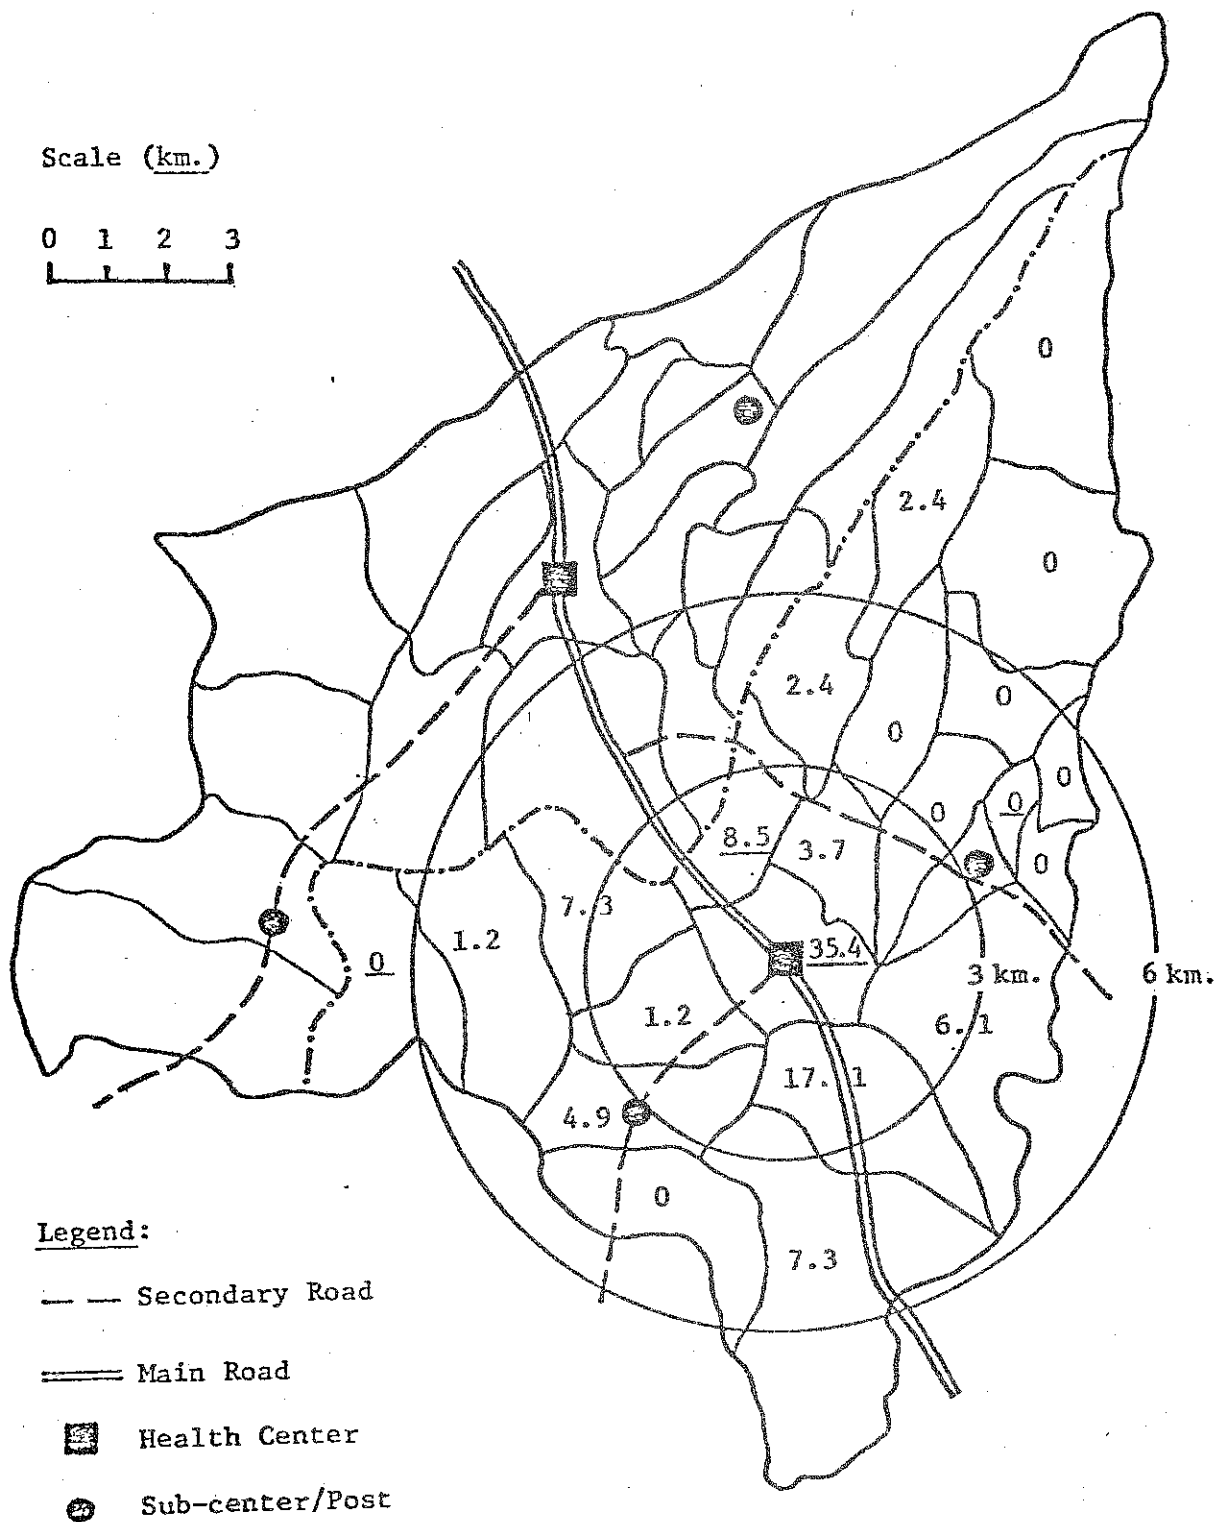 Scale (km.)
0 1 2 3
0
2.4
0
2.4
0
0
0
0
0
8.5
3.7
0
7.3
1.2
0
35.4
3 km.
6 km.
1.2
6.1
17.1
4.9
0
7.3
Legend:
Secondary Road
Main Road
Health Center
Sub-center/Post